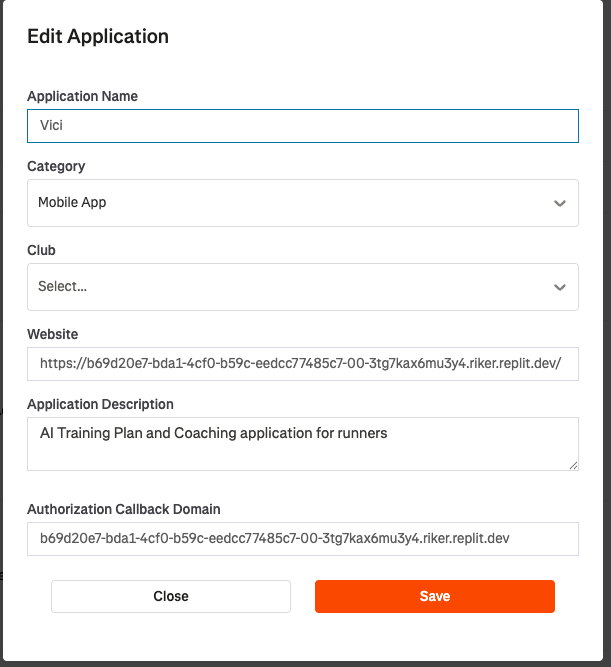 Edit Application
Application Name
Vici
Category
Mobile App
Club
Select...
Website
https://b69d20e7-bda1-4cf0-b59c-eedcc77485c7-00-3tg7kax6mu3y4.riker.replit.dev/
Application Description
AI Training Plan and Coaching application for runners
Authorization Callback Domain
b69d20e7-bda1-4cf0-b59c-eedcc77485c7-00-3tg7kax6mu3y4.riker.replit.dev
Close
Save